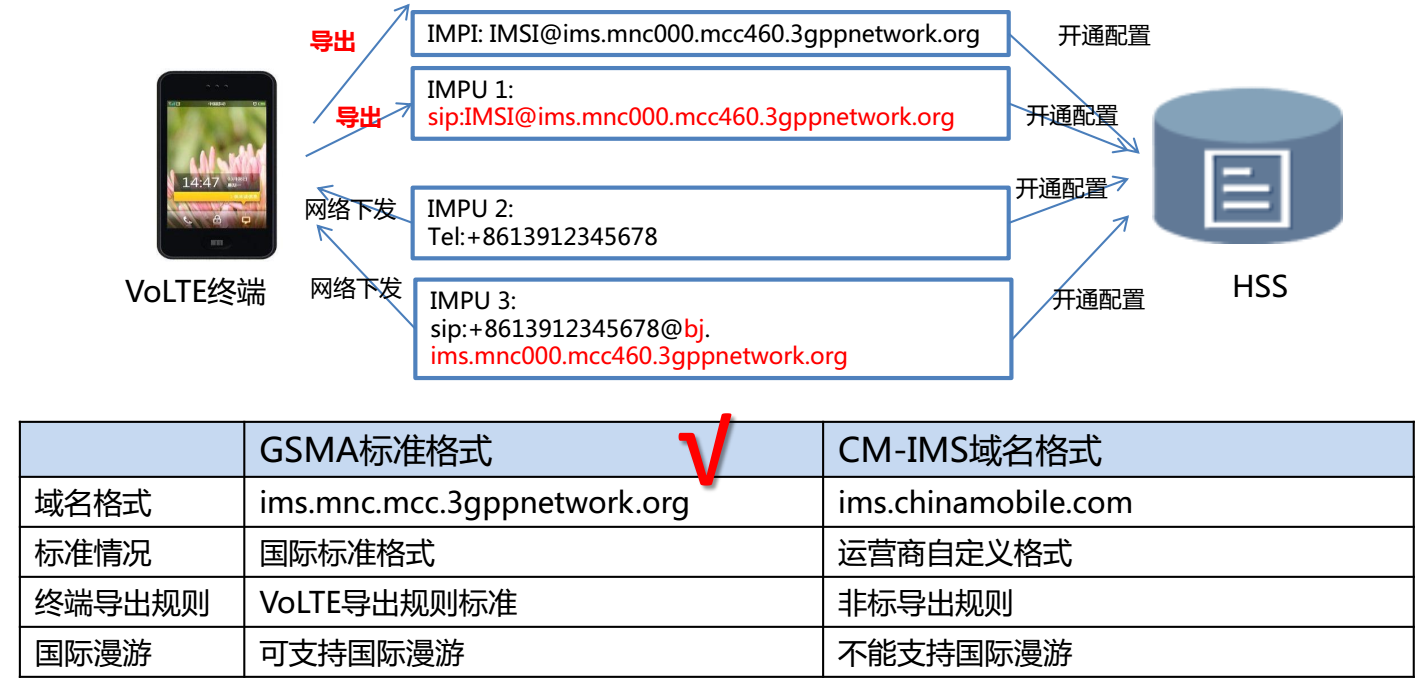 导出
IMPI: IMSI@ims.mnc000.mcc460.3gppnetwork.org
开通配置
导出
IMPU 1:
sip:IMSI@ims.mnc000.mcc460.3gppnetwork.org
开通配置
14:47
网络下发
IMPU 2:
Tel:+8613912345678
开通配置
VoLTE终端
网络下发
IMPU 3:
sip:+8613912345678@bj.
ims.mnc000.mcc460.3gppnetwork.org
开通配置
HSS
GSMA标准格式 √ CM-IMS域名格式
域名格式 ims.mnc.mcc.3gppnetwork.org ims.chinamobile.com
标准情况 国际标准格式 运营商自定义格式
终端导出规则 VoLTE导出规则标准 非标导出规则
国际漫游 可支持国际漫游 不能支持国际漫游